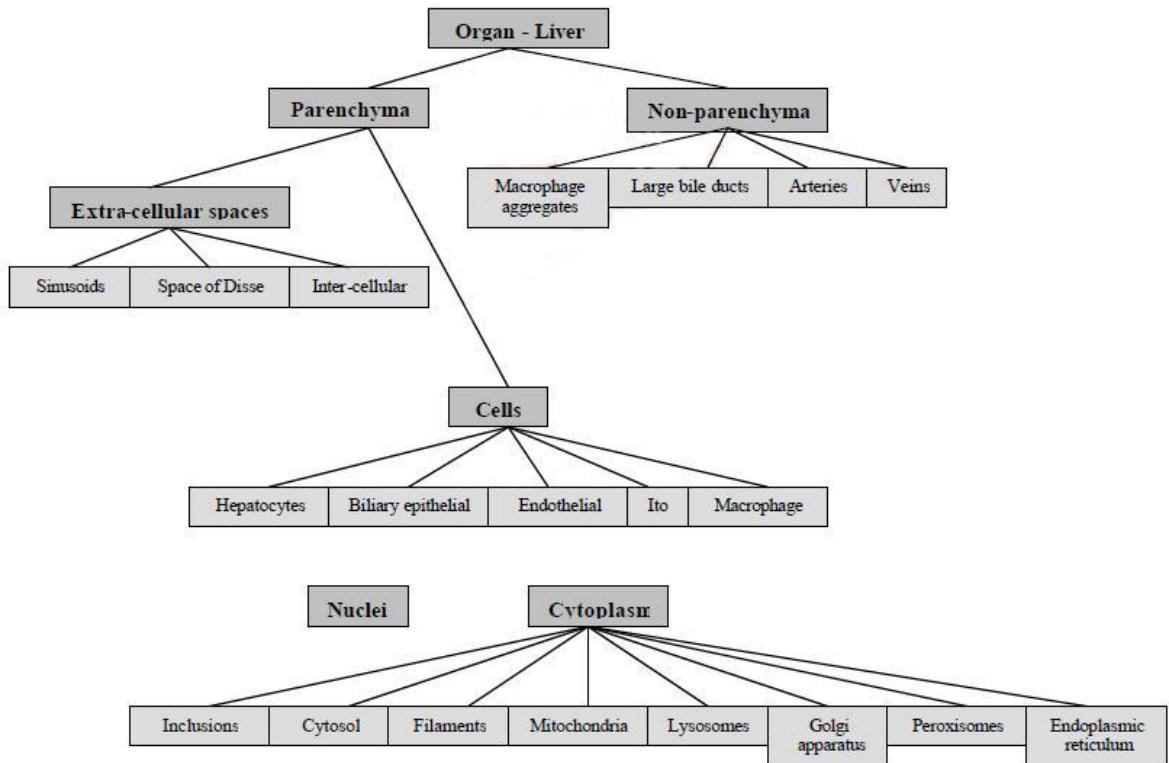 Organ - Liver
Parenchyma
Non-parenchyma
Macrophage
aggregates
Large bile ducts
Arteries
Veins
Extra-cellular spaces
Sinusoids
Space of Disse
Inter-cellular
Cells
Hepatocytes
Biliary epithelial
Endothelial
Ito
Macrophage
Nuclei
Cytoplasm
Inclusions
Cytosol
Filaments
Mitochondria
Lysosomes
Golgi
apparatus
Peroxisomes
Endoplasmic
reticulum